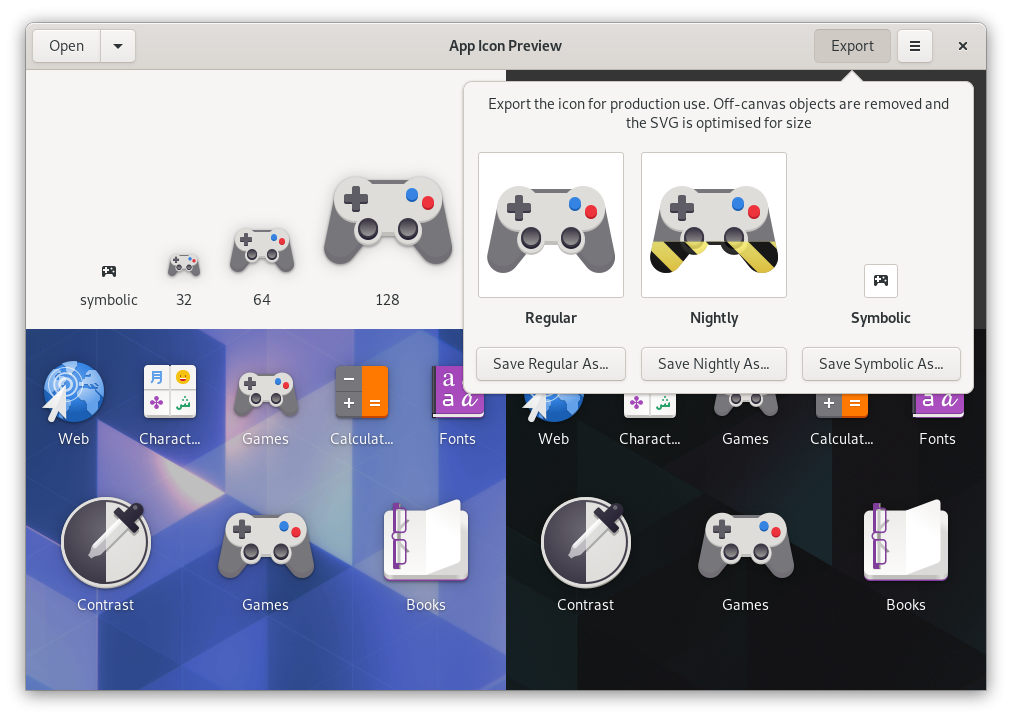 Open
App Icon Preview
Export
Export the icon for production use. Off-canvas objects are removed and
the SVG is optimised for size
Regular
Nightly
Symbolic
Save Regular As...
Save Nightly As...
Save Symbolic As...
symbolic
32
64
128
月
ش
a a
a a
Web
Charact...
Games
Calculat...
Fonts
ش
a a
Web
Charact...
Games
Calculat...
Fonts
Contrast
Games
Books
Contrast
Games
Books